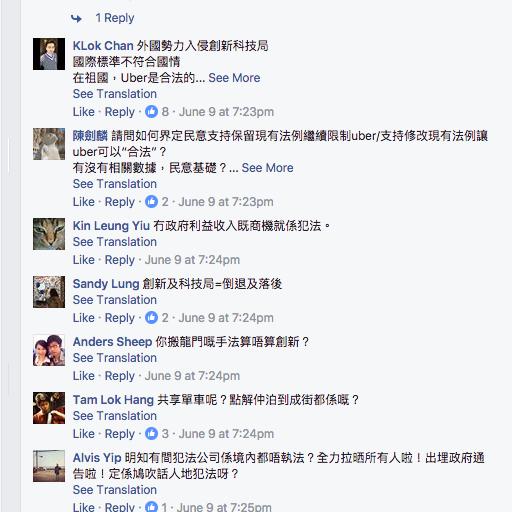 1 Reply
KLok Chan 外國勢力入侵創新科技局
國際標準不符合國情
在祖國，Uber是合法的... See More
See Translation
Like · Reply · 8 · June 9 at 7:23pm
陳劍麟 請問如何界定民意支持保留現有法例繼續限制uber/支持修改現有法例讓
uber可以“合法”？
有沒有相關數據，民意基礎？... See More
See Translation
Like · Reply · 2 · June 9 at 7:23pm
Kin Leung Yiu 冇政府利益收入既商機就係犯法。
See Translation
Like · Reply · June 9 at 7:24pm
Sandy Lung 創新及科技局=倒退及落後
See Translation
Like · Reply · 2 · June 9 at 7:24pm
Anders Sheep 你搬龍門嘅手法算唔算創新？
See Translation
Like · Reply · June 9 at 7:24pm
Tam Lok Hang 共享單車呢？點解仲泊到成街都係嘅？
See Translation
Like · Reply · 3 · June 9 at 7:24pm
Alvis Yip 明知有間犯法公司係境內都唔執法？全力拉晒所有人啦！出埋政府通
告啦！定係鳩吹話人地犯法呀？
See Translation
Like · Reply · 1 · June 9 at 7:25pm